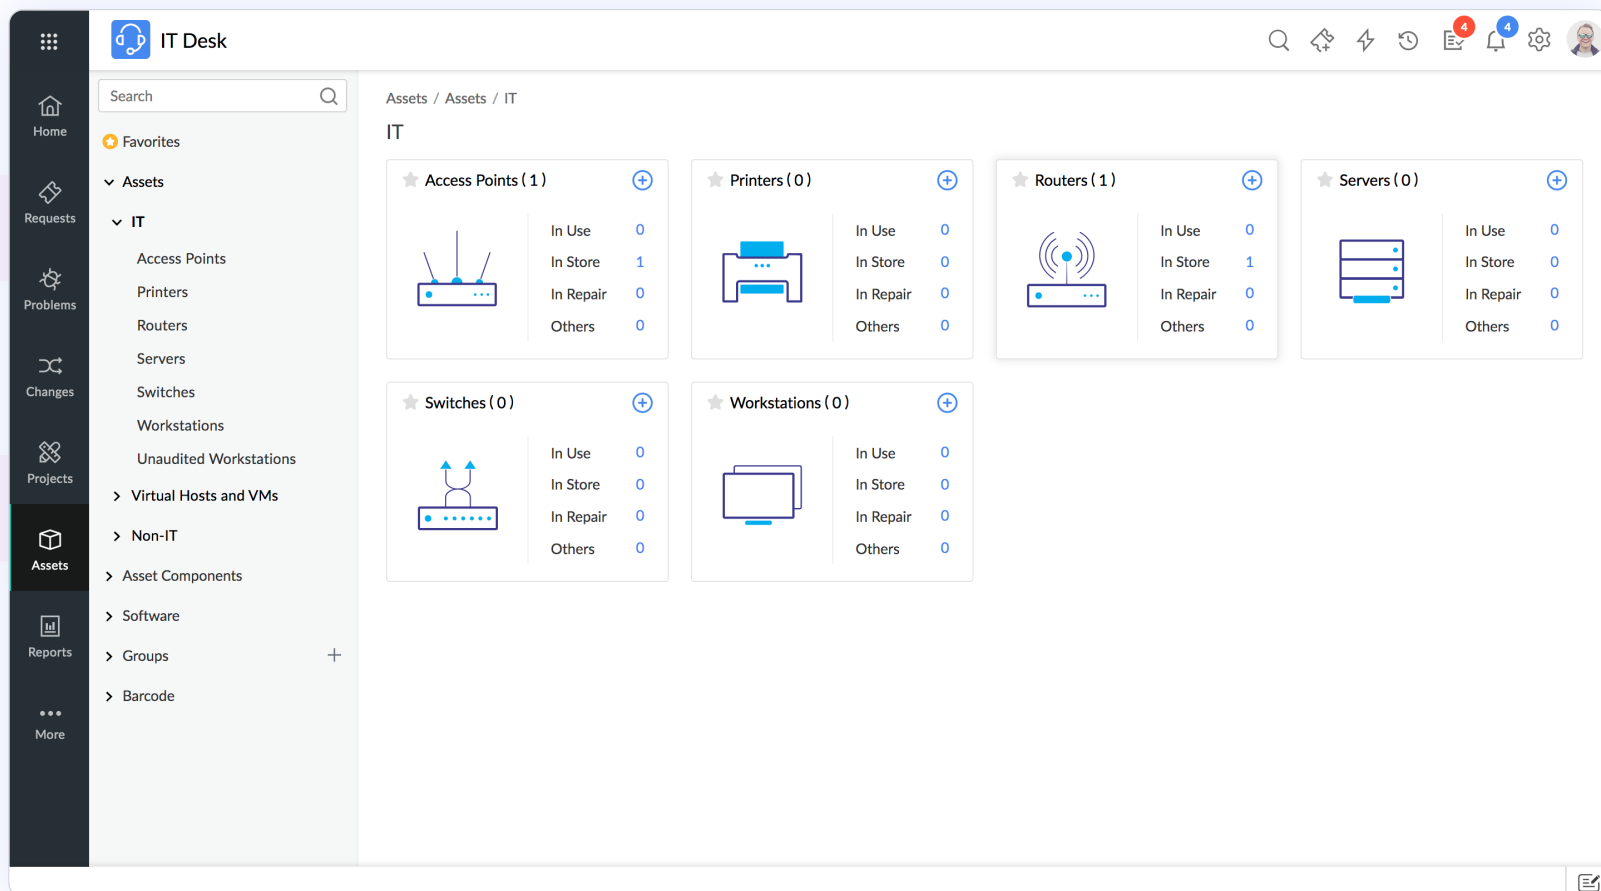 IT Desk
4
4
Home
Requests
Problems
Changes
Projects
Assets
Reports
More
Search
Favorites
Assets
IT
Access Points
Printers
Routers
Servers
Switches
Workstations
Unaudited Workstations
Virtual Hosts and VMs
Non-IT
Asset Components
Software
Groups
Barcode
Assets / Assets / IT
IT
Access Points ( 1 )
In Use 0
In Store 1
In Repair 0
Others 0
Printers ( 0 )
In Use 0
In Store 0
In Repair 0
Others 0
Routers ( 1 )
In Use 0
In Store 1
In Repair 0
Others 0
Servers ( 0 )
In Use 0
In Store 0
In Repair 0
Others 0
Switches ( 0 )
In Use 0
In Store 0
In Repair 0
Others 0
Workstations ( 0 )
In Use 0
In Store 0
In Repair 0
Others 0